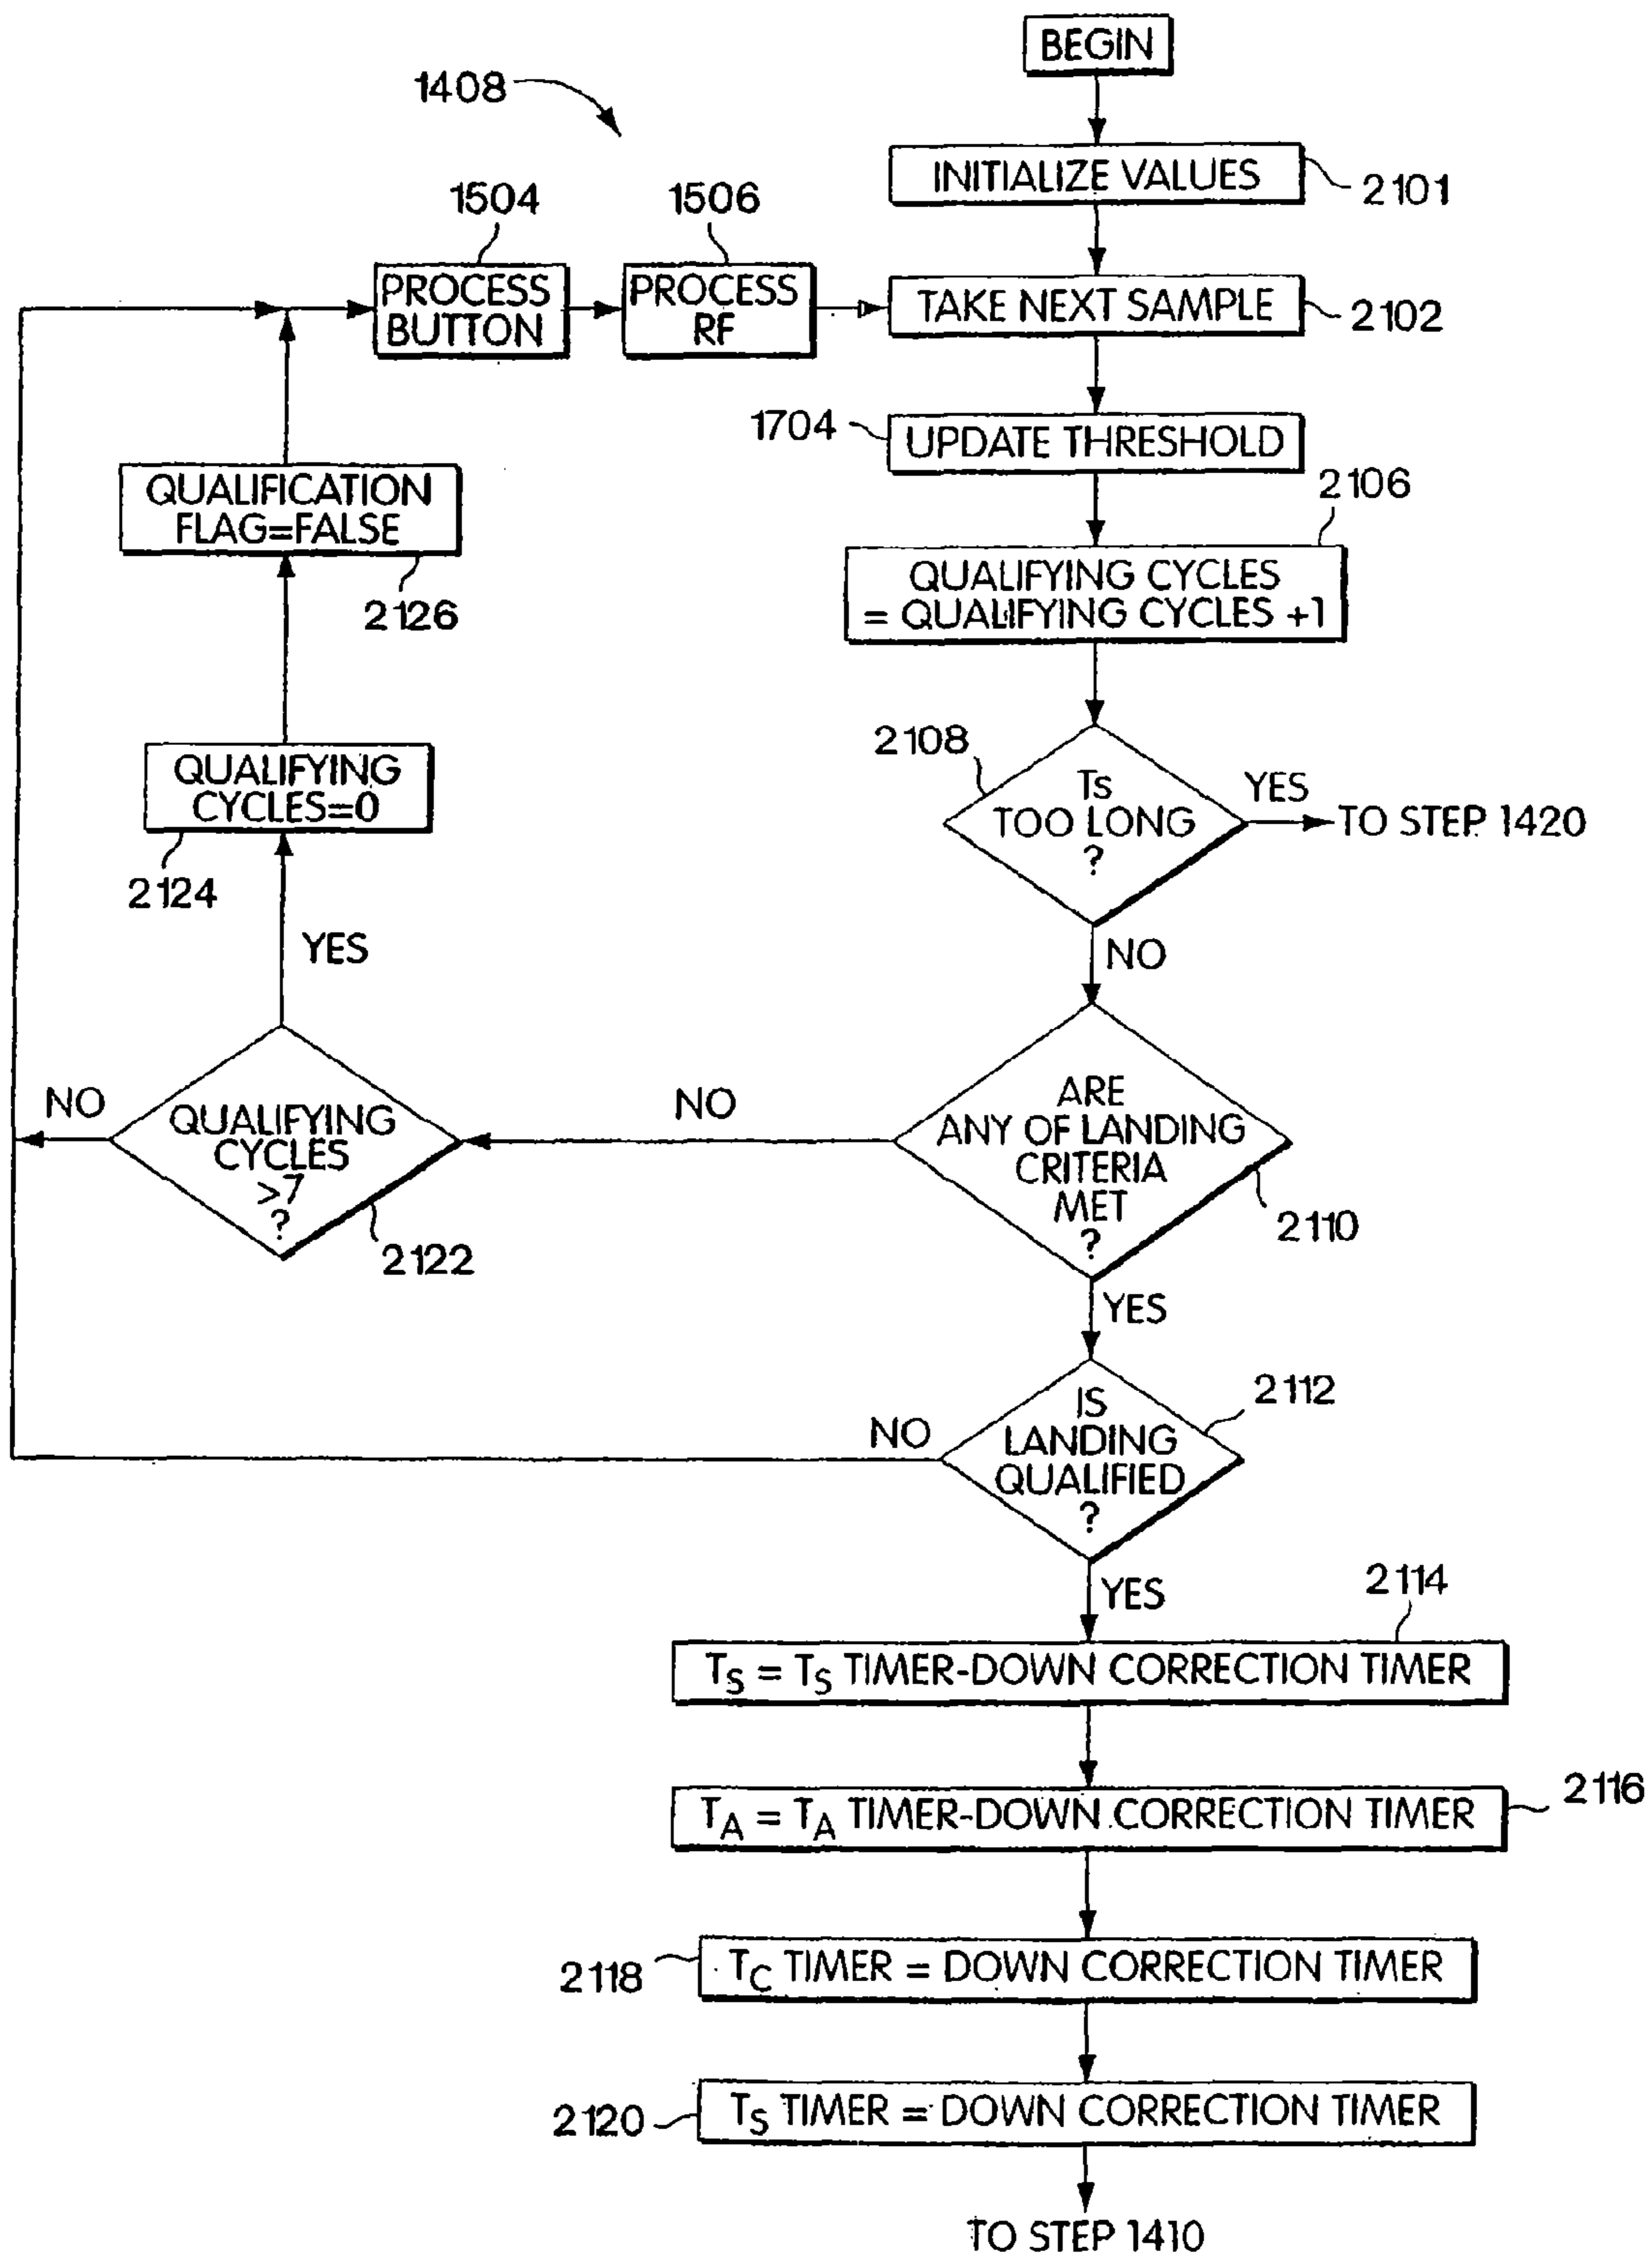 BEGIN
1408
INITIALIZE VALUES
2101
1504
1506
PROCESS
BUTTON
PROCESS
RF
TAKE NEXT SAMPLE
2102
1704
UPDATE THRESHOLD
QUALIFICATION
FLAG=FALSE
2126
2106
QUALIFYING CYCLES
= QUALIFYING CYCLES +1
2108
Ts
TOO LONG
?
YES
TO STEP 1420
QUALIFYING
CYCLES=0
2124
YES
NO
NO
QUALIFYING
CYCLES
>7
?
2122
NO
ARE
ANY OF LANDING
CRITERIA
MET
?
2110
YES
NO
IS
LANDING
QUALIFIED
?
2112
YES
2114
TS = TS TIMER-DOWN CORRECTION TIMER
TA = TA TIMER-DOWN CORRECTION TIMER
2116
2118
TC TIMER = DOWN CORRECTION TIMER
2120
TS TIMER = DOWN CORRECTION TIMER
TO STEP 1410